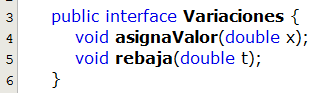 3 public interface Variaciones {
4 void asignaValor(double x);
5 void rebaja(double t);
6 }